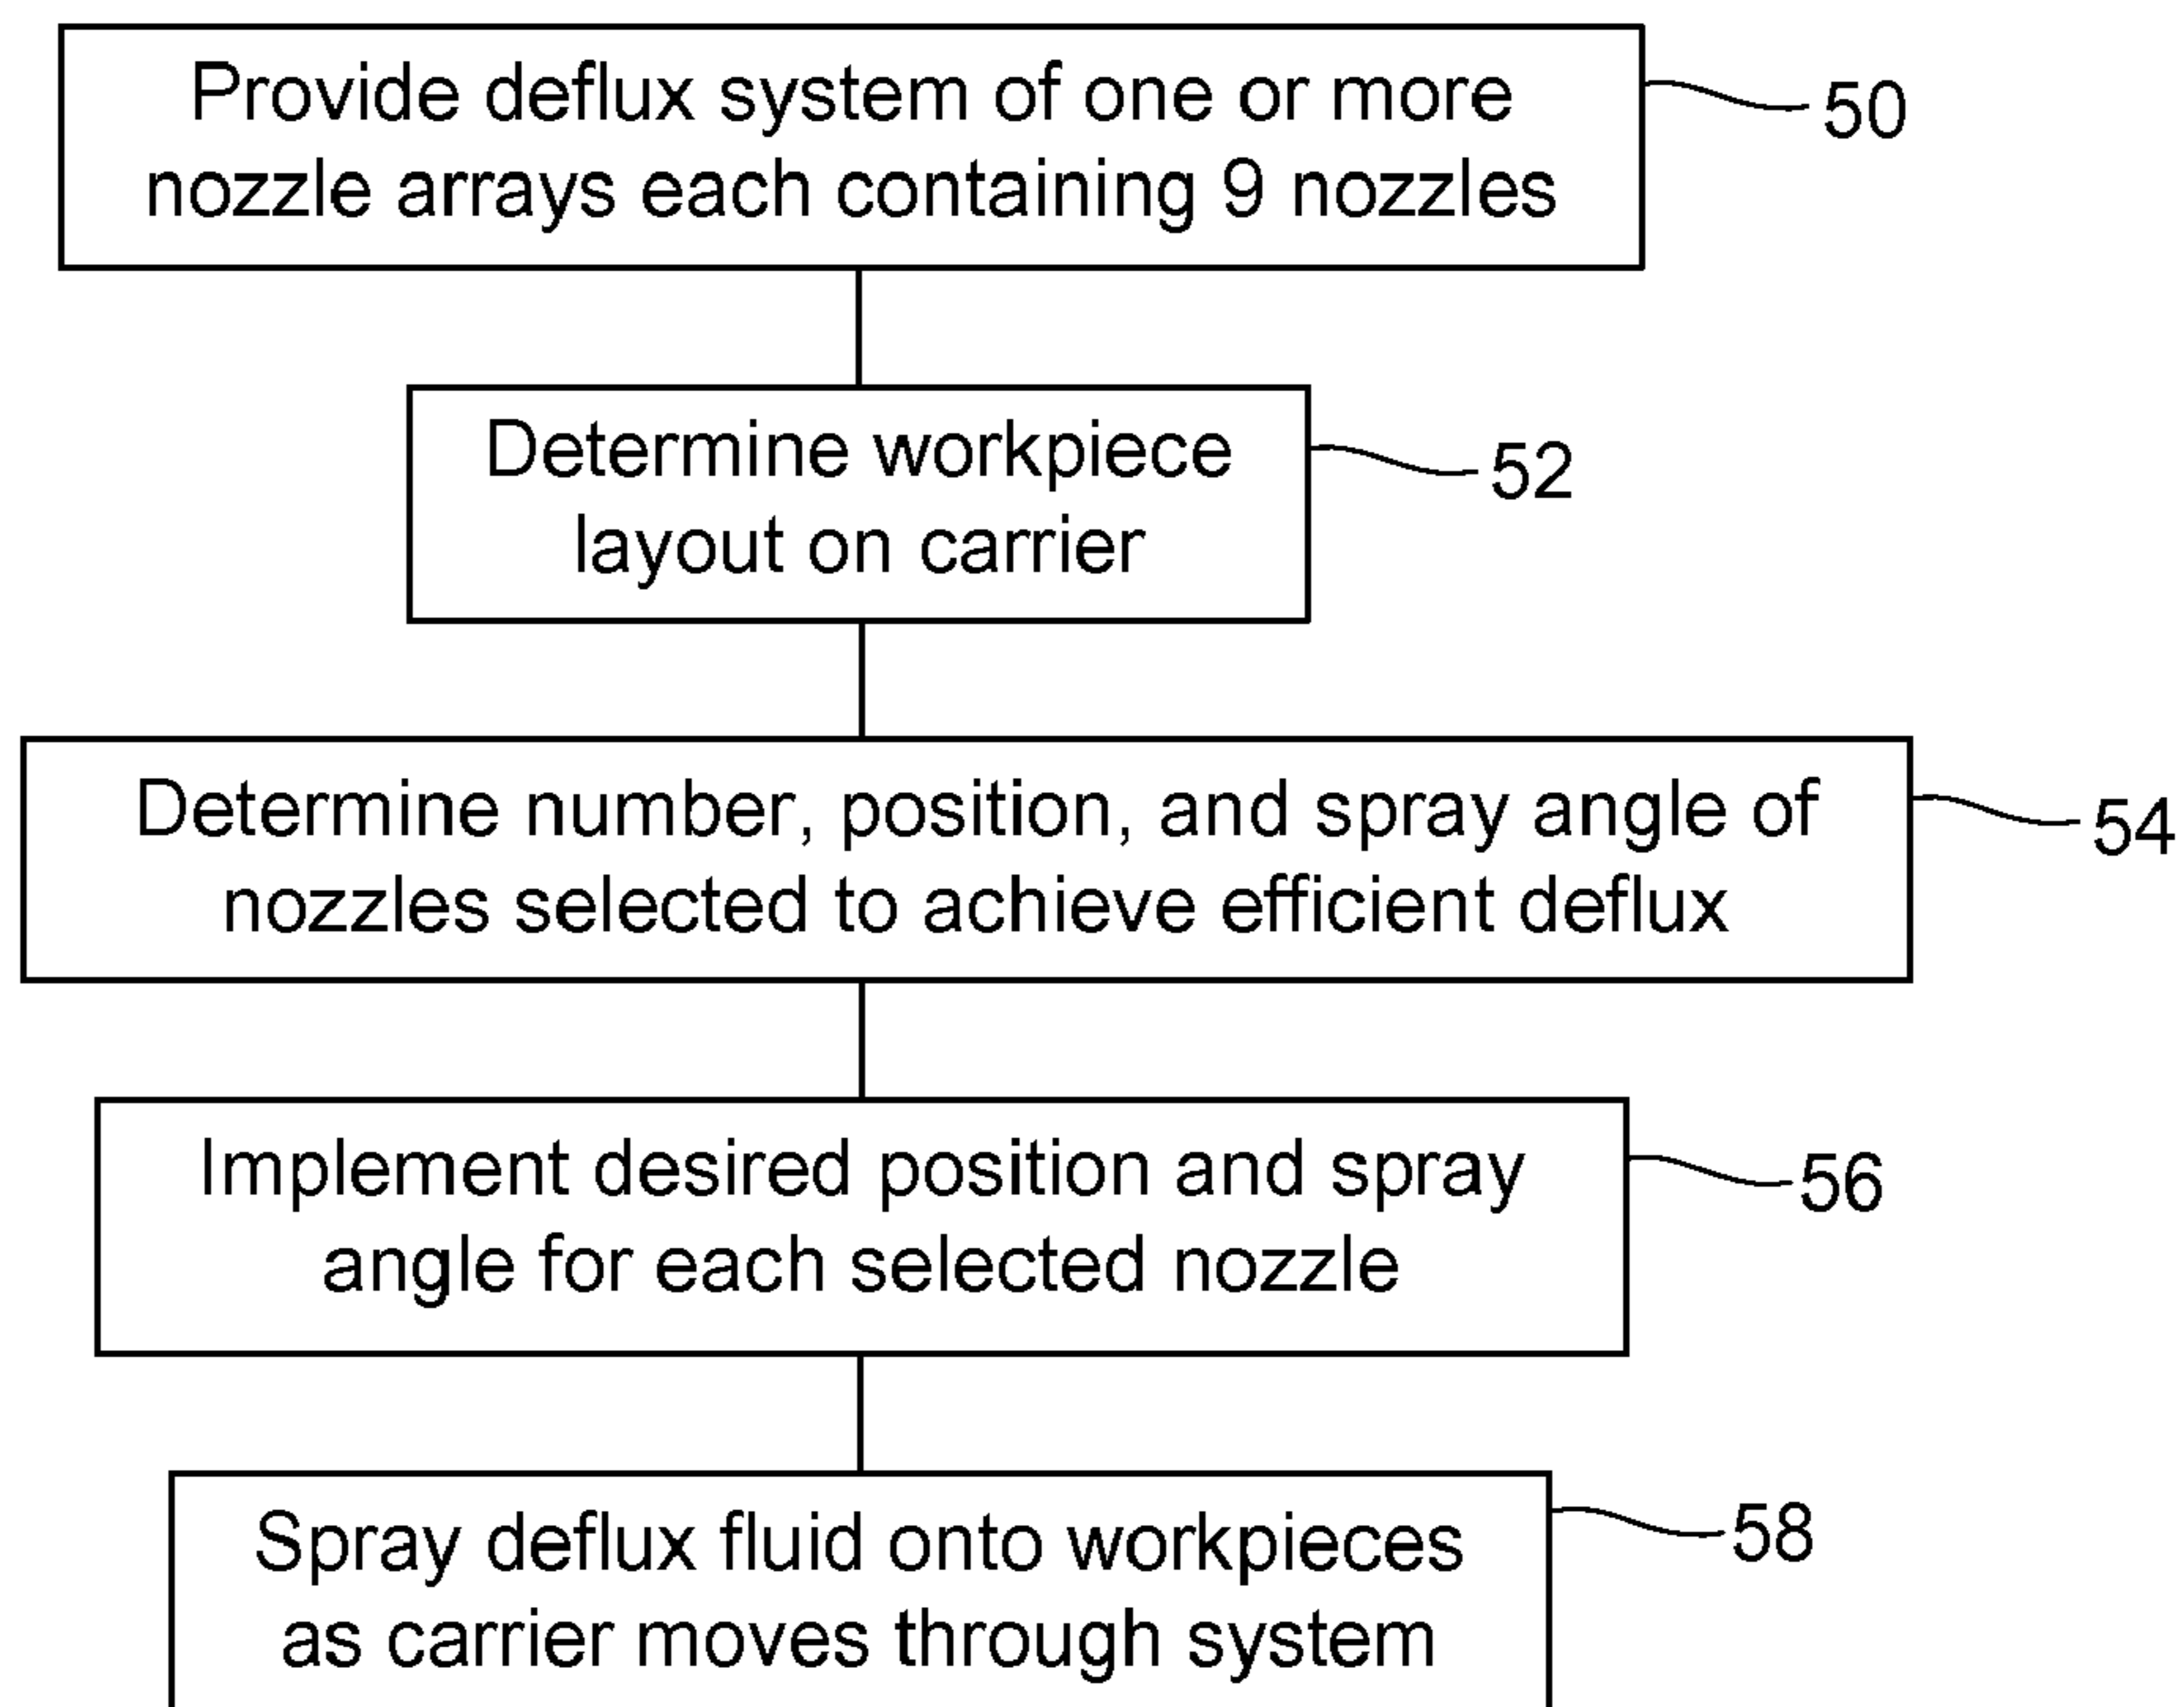 Provide deflux system of one or more
nozzle arrays each containing 9 nozzles
50
Determine workpiece
layout on carrier
52
Determine number, position, and spray angle of
nozzles selected to achieve efficient deflux
54
Implement desired position and spray
angle for each selected nozzle
56
Spray deflux fluid onto workpieces
as carrier moves through system
58